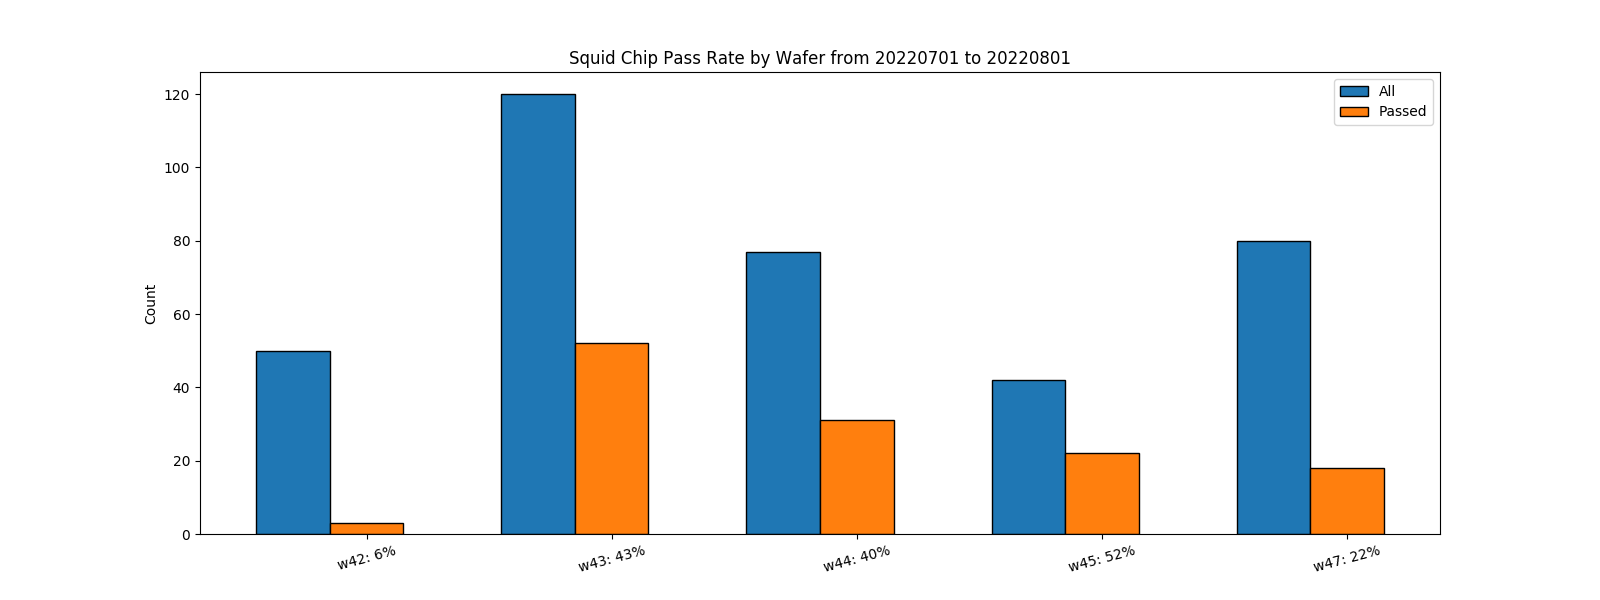 Squid Chip Pass Rate by Wafer from 20220701 to 20220801
All
Passed
Count
120
100
80
60
40
20
0
w42: 6%
w43: 43%
w44: 40%
w45: 52%
w47: 22%